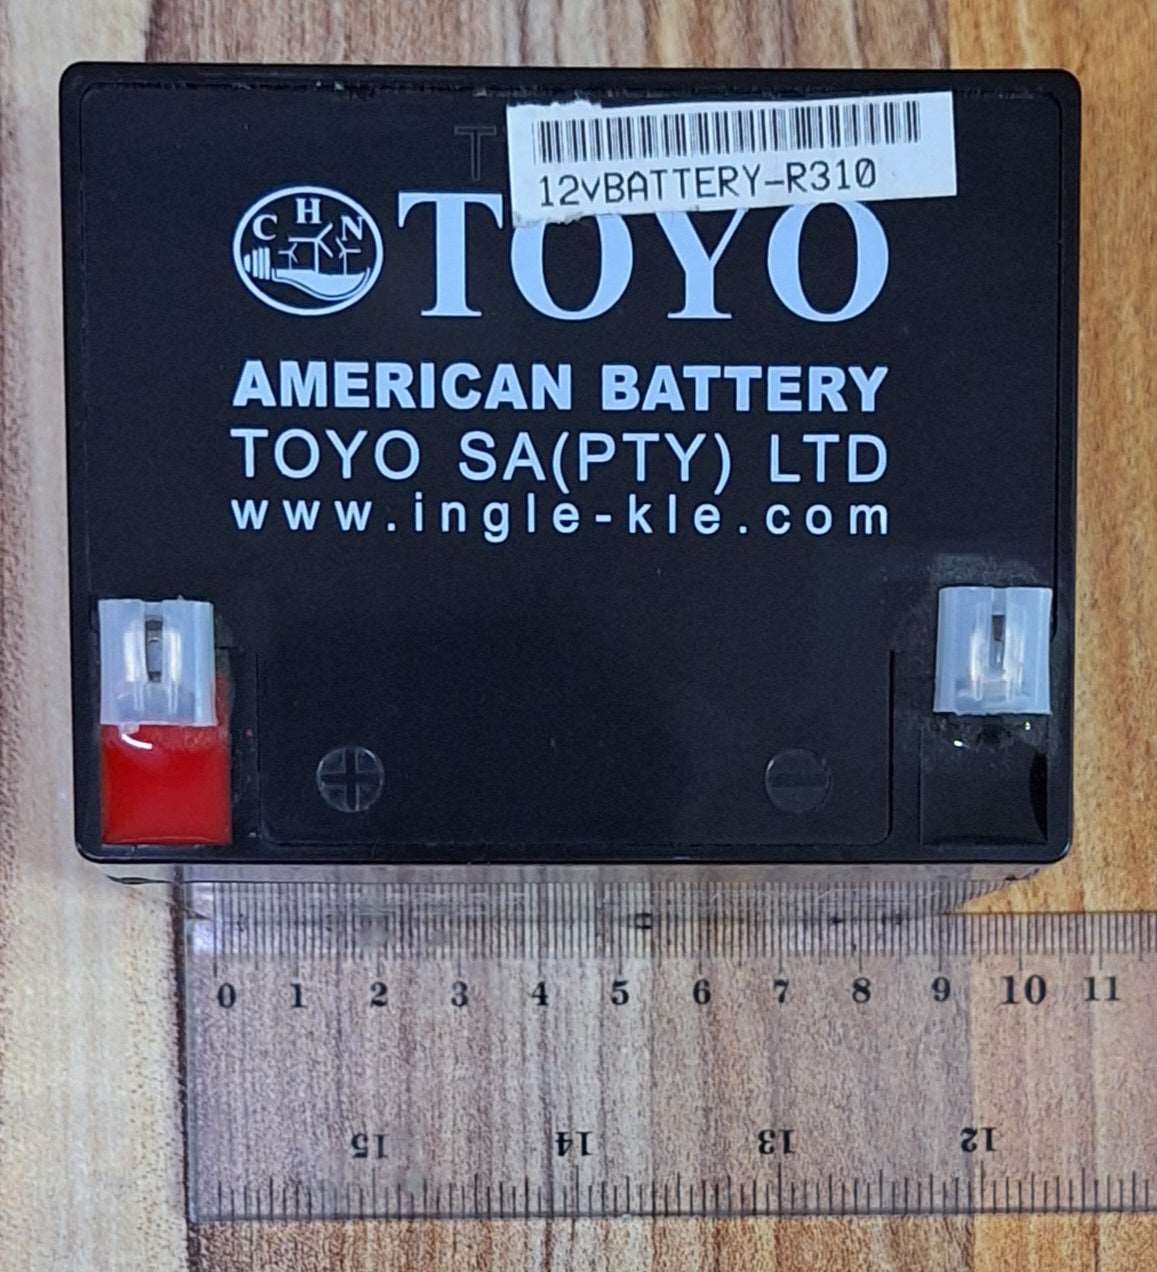 T
12vBATTERY-R310
CHN
TOYO
AMERICAN BATTERY
TOYO SA(PTY) LTD
www.ingle-kle.com
+ −
0 1 2 3 4 5 6 7 8 9 10 11
15 14 13 12